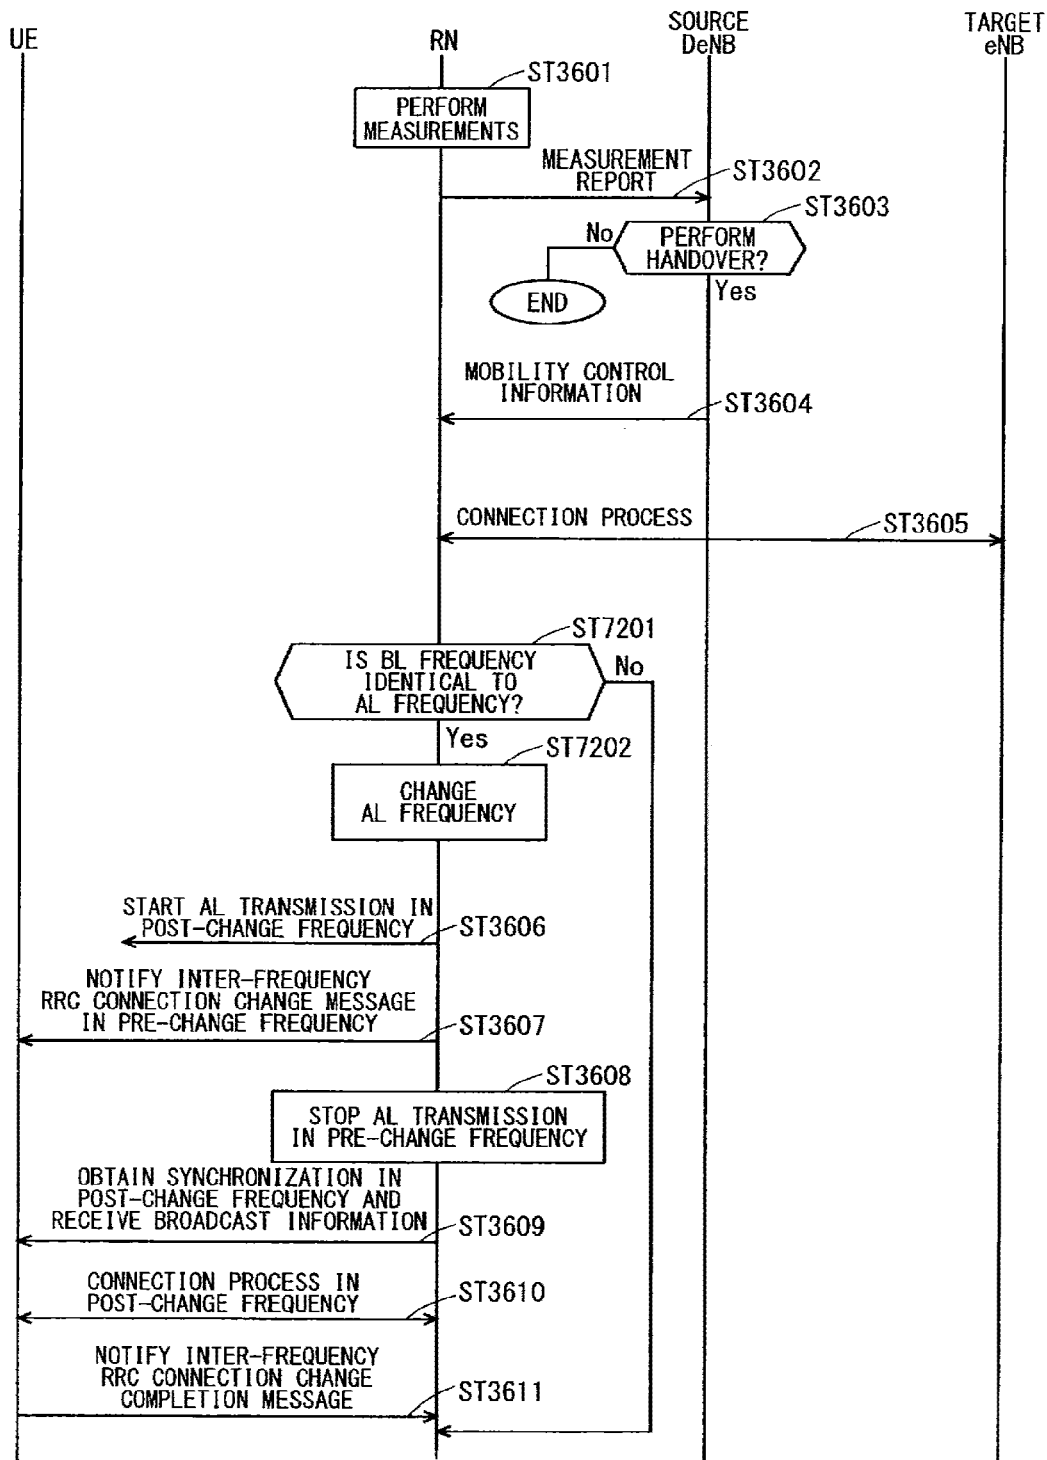 UE
RN
SOURCE
DeNB
TARGET
eNB
ST3601
PERFORM
MEASUREMENTS
MEASUREMENT
REPORT
ST3602
ST3603
No
PERFORM
HANDOVER?
END
Yes
MOBILITY CONTROL
INFORMATION
ST3604
CONNECTION PROCESS
ST3605
ST7201
IS BL FREQUENCY
IDENTICAL TO
AL FREQUENCY?
No
Yes
ST7202
CHANGE
AL FREQUENCY
START AL TRANSMISSION IN
POST-CHANGE FREQUENCY
ST3606
NOTIFY INTER-FREQUENCY
RRC CONNECTION CHANGE MESSAGE
IN PRE-CHANGE FREQUENCY
ST3607
ST3608
STOP AL TRANSMISSION
IN PRE-CHANGE FREQUENCY
OBTAIN SYNCHRONIZATION IN
POST-CHANGE FREQUENCY AND
RECEIVE BROADCAST INFORMATION
ST3609
CONNECTION PROCESS IN
POST-CHANGE FREQUENCY
ST3610
NOTIFY INTER-FREQUENCY
RRC CONNECTION CHANGE
COMPLETION MESSAGE
ST3611